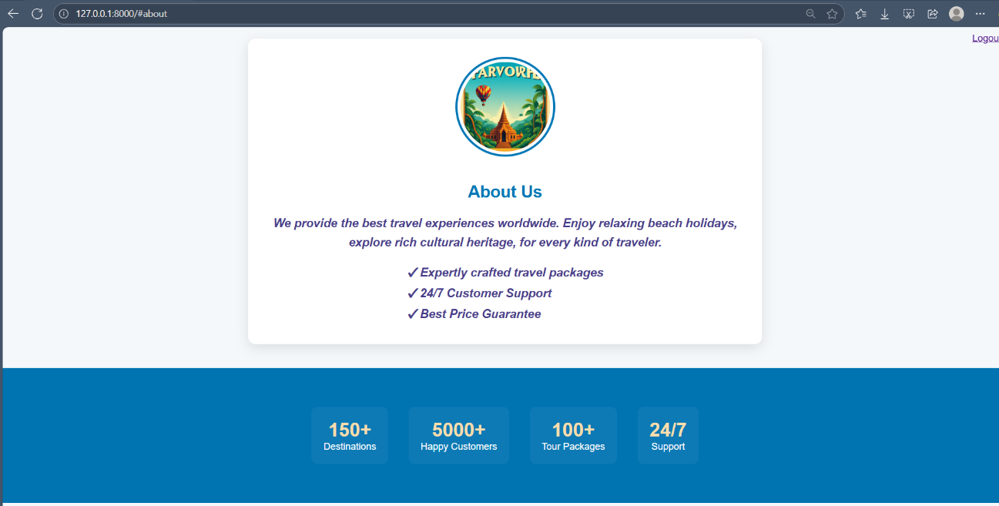 127.0.0.1:8000/#about
Logou
About Us
We provide the best travel experiences worldwide. Enjoy relaxing beach holidays,
explore rich cultural heritage, for every kind of traveler.
✓Expertly crafted travel packages
✓24/7 Customer Support
✓Best Price Guarantee
150+
Destinations
5000+
Happy Customers
100+
Tour Packages
24/7
Support